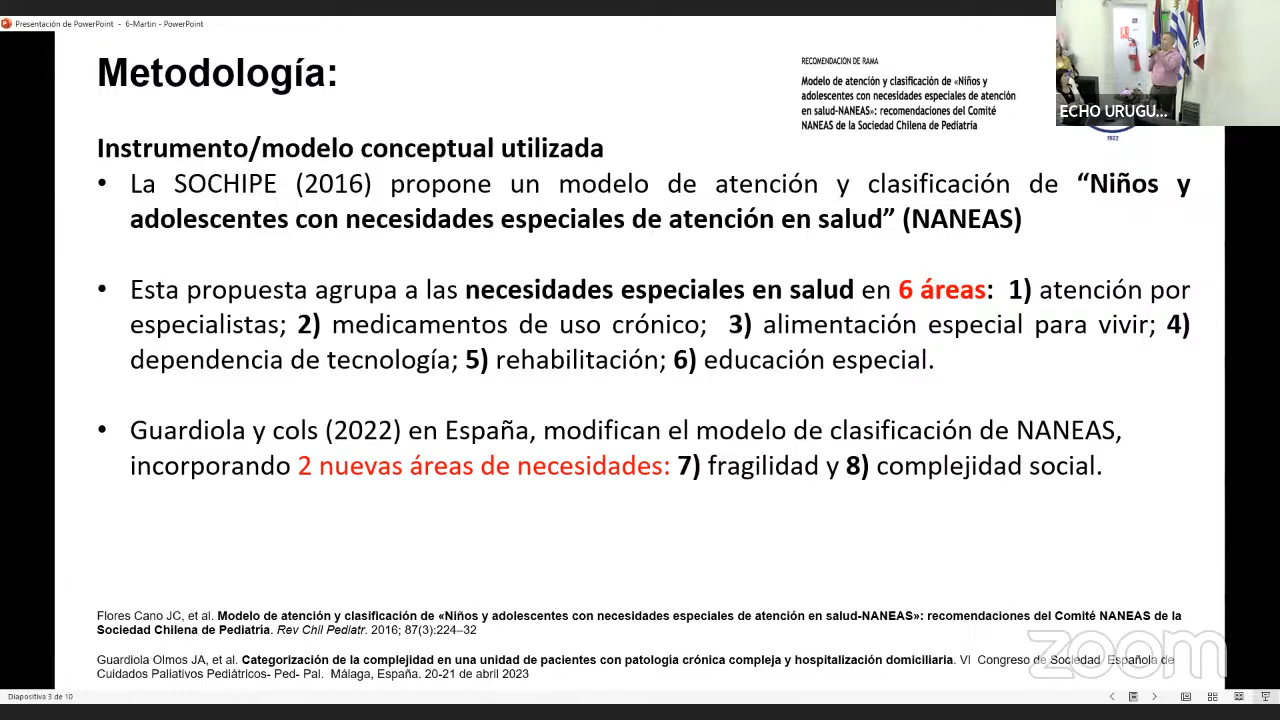 Presentación de PowerPoint - 6-Martin - PowerPoint
Metodología:
RECOMENDACIÓN DE RAMA
Modelo de atención y clasificación de «Niños y
adolescentes con necesidades especiales de atención
en salud-NANEAS»: recomendaciones del Comité
NANEAS de la Sociedad Chilena de Pediatría
ECHO URUGU...
1922
Instrumento/modelo conceptual utilizada
• La SOCHIPE (2016) propone un modelo de atención y clasificación de “Niños y
adolescentes con necesidades especiales de atención en salud” (NANEAS)
• Esta propuesta agrupa a las necesidades especiales en salud en 6 áreas: 1) atención por
especialistas; 2) medicamentos de uso crónico; 3) alimentación especial para vivir; 4)
dependencia de tecnología; 5) rehabilitación; 6) educación especial.
• Guardiola y cols (2022) en España, modifican el modelo de clasificación de NANEAS,
incorporando 2 nuevas áreas de necesidades: 7) fragilidad y 8) complejidad social.
Flores Cano JC, et al. Modelo de atención y clasificación de «Niños y adolescentes con necesidades especiales de atención en salud-NANEAS»: recomendaciones del Comité NANEAS de la
Sociedad Chilena de Pediatría. Rev Chil Pediatr. 2016; 87(3):224–32
Guardiola Olmos JA, et al. Categorización de la complejidad en una unidad de pacientes con patología crónica compleja y hospitalización domiciliaria. VI Congreso de Sociedad Española de
Cuidados Paliativos Pediátricos- Ped- Pal. Málaga, España. 20-21 de abril 2023
zoom
Diapositiva 3 de 10